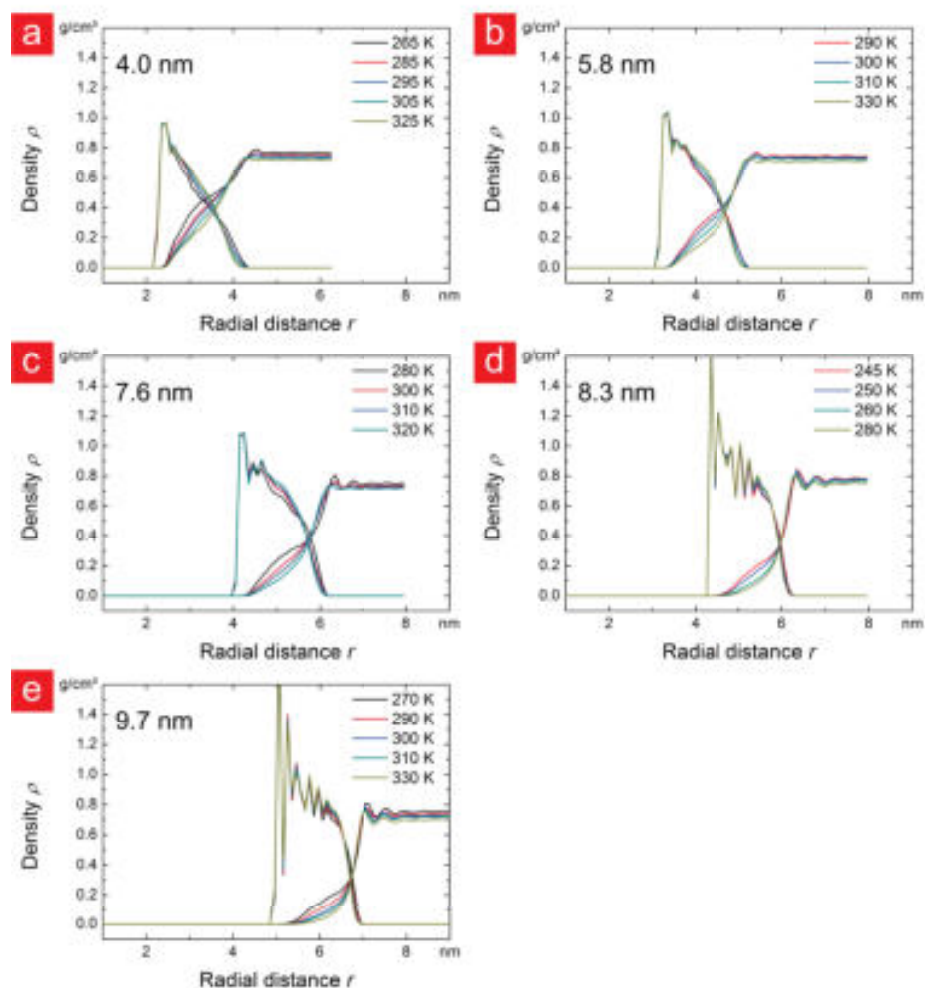 a
g/cm³
4.0 nm
265 K
285 K
295 K
305 K
325 K
1.6
1.4
1.2
1.0
0.8
0.6
0.4
0.2
0.0
Density ρ
2
4
6
8
nm
Radial distance r
b
g/cm³
5.8 nm
290 K
300 K
310 K
330 K
1.6
1.4
1.2
1.0
0.8
0.6
0.4
0.2
0.0
Density ρ
2
4
6
8
nm
Radial distance r
c
g/cm³
7.6 nm
280 K
300 K
310 K
320 K
1.4
1.2
1.0
0.8
0.6
0.4
0.2
0.0
Density ρ
2
4
6
8
nm
Radial distance r
d
g/cm³
8.3 nm
245 K
250 K
260 K
280 K
1.4
1.2
1.0
0.8
0.6
0.4
0.2
0.0
Density ρ
2
4
6
8
nm
Radial distance r
e
g/cm³
9.7 nm
270 K
290 K
300 K
310 K
330 K
1.4
1.2
1.0
0.8
0.6
0.4
0.2
0.0
Density ρ
2
4
6
8
nm
Radial distance r